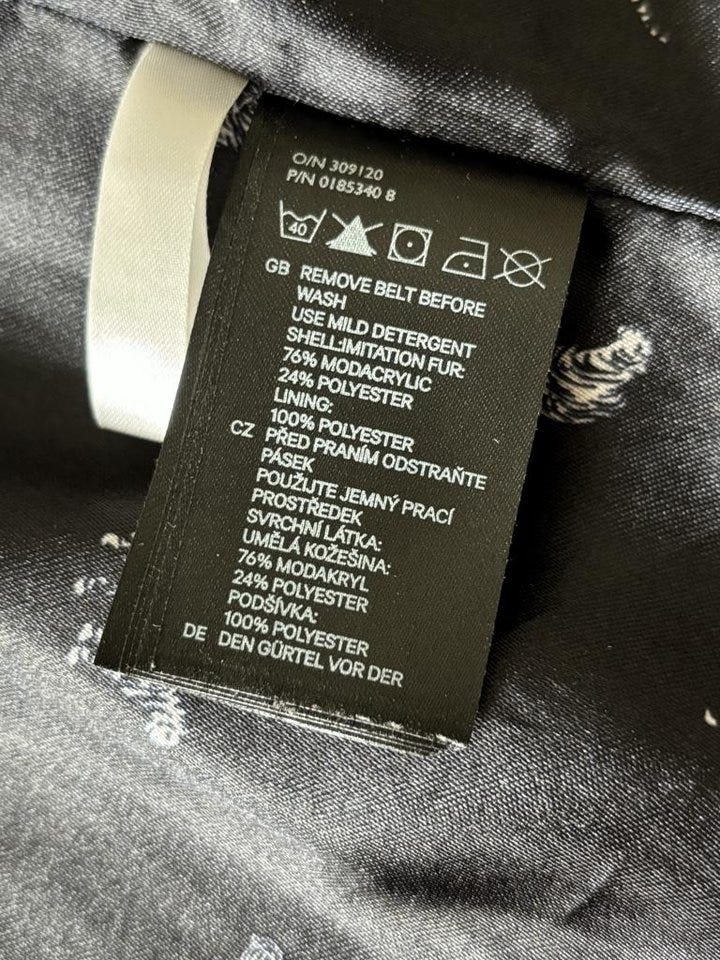 O/N 309120
P/N 0185340 8
40
GB REMOVE BELT BEFORE
WASH
USE MILD DETERGENT
SHELL:IMITATION FUR:
76% MODACRYLIC
24% POLYESTER
LINING:
100% POLYESTER
CZ PŘED PRANÍM ODSTRAŇTE
PÁSEK
POUŽIJTE JEMNÝ PRACÍ
PROSTŘEDEK
SVRCHNÍ LÁTKA:
UMĚLÁ KOŽEŠINA:
76% MODAKRYL
24% POLYESTER
PODŠÍVKA:
100% POLYESTER
DE DEN GÜRTEL VOR DER